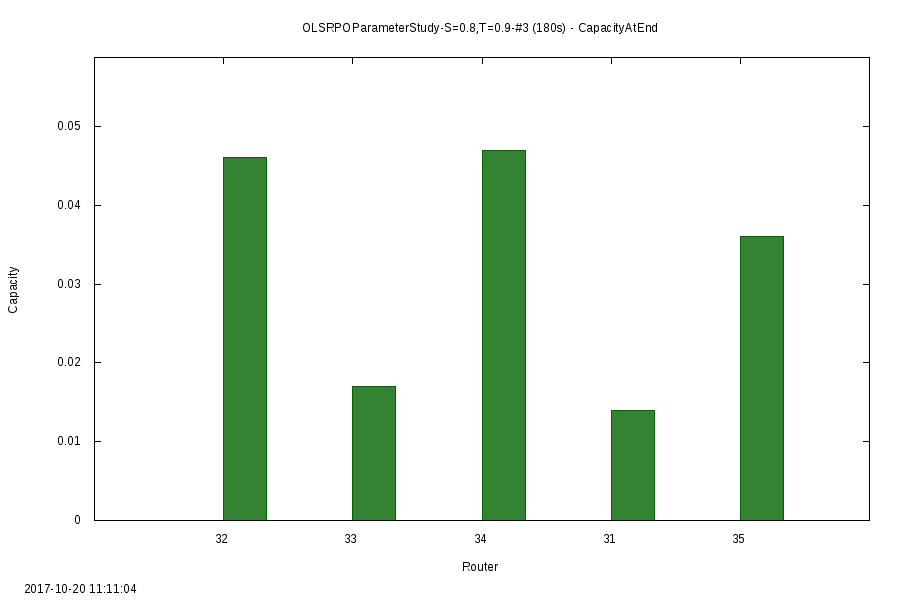 OLSRPOParameterStudy-S=0.8,T=0.9-#3 (180s) - CapacityAtEnd
0.05
0.04
0.03
0.02
0.01
0
Capacity
32 33 34 31 35
Router
2017-10-20 11:11:04